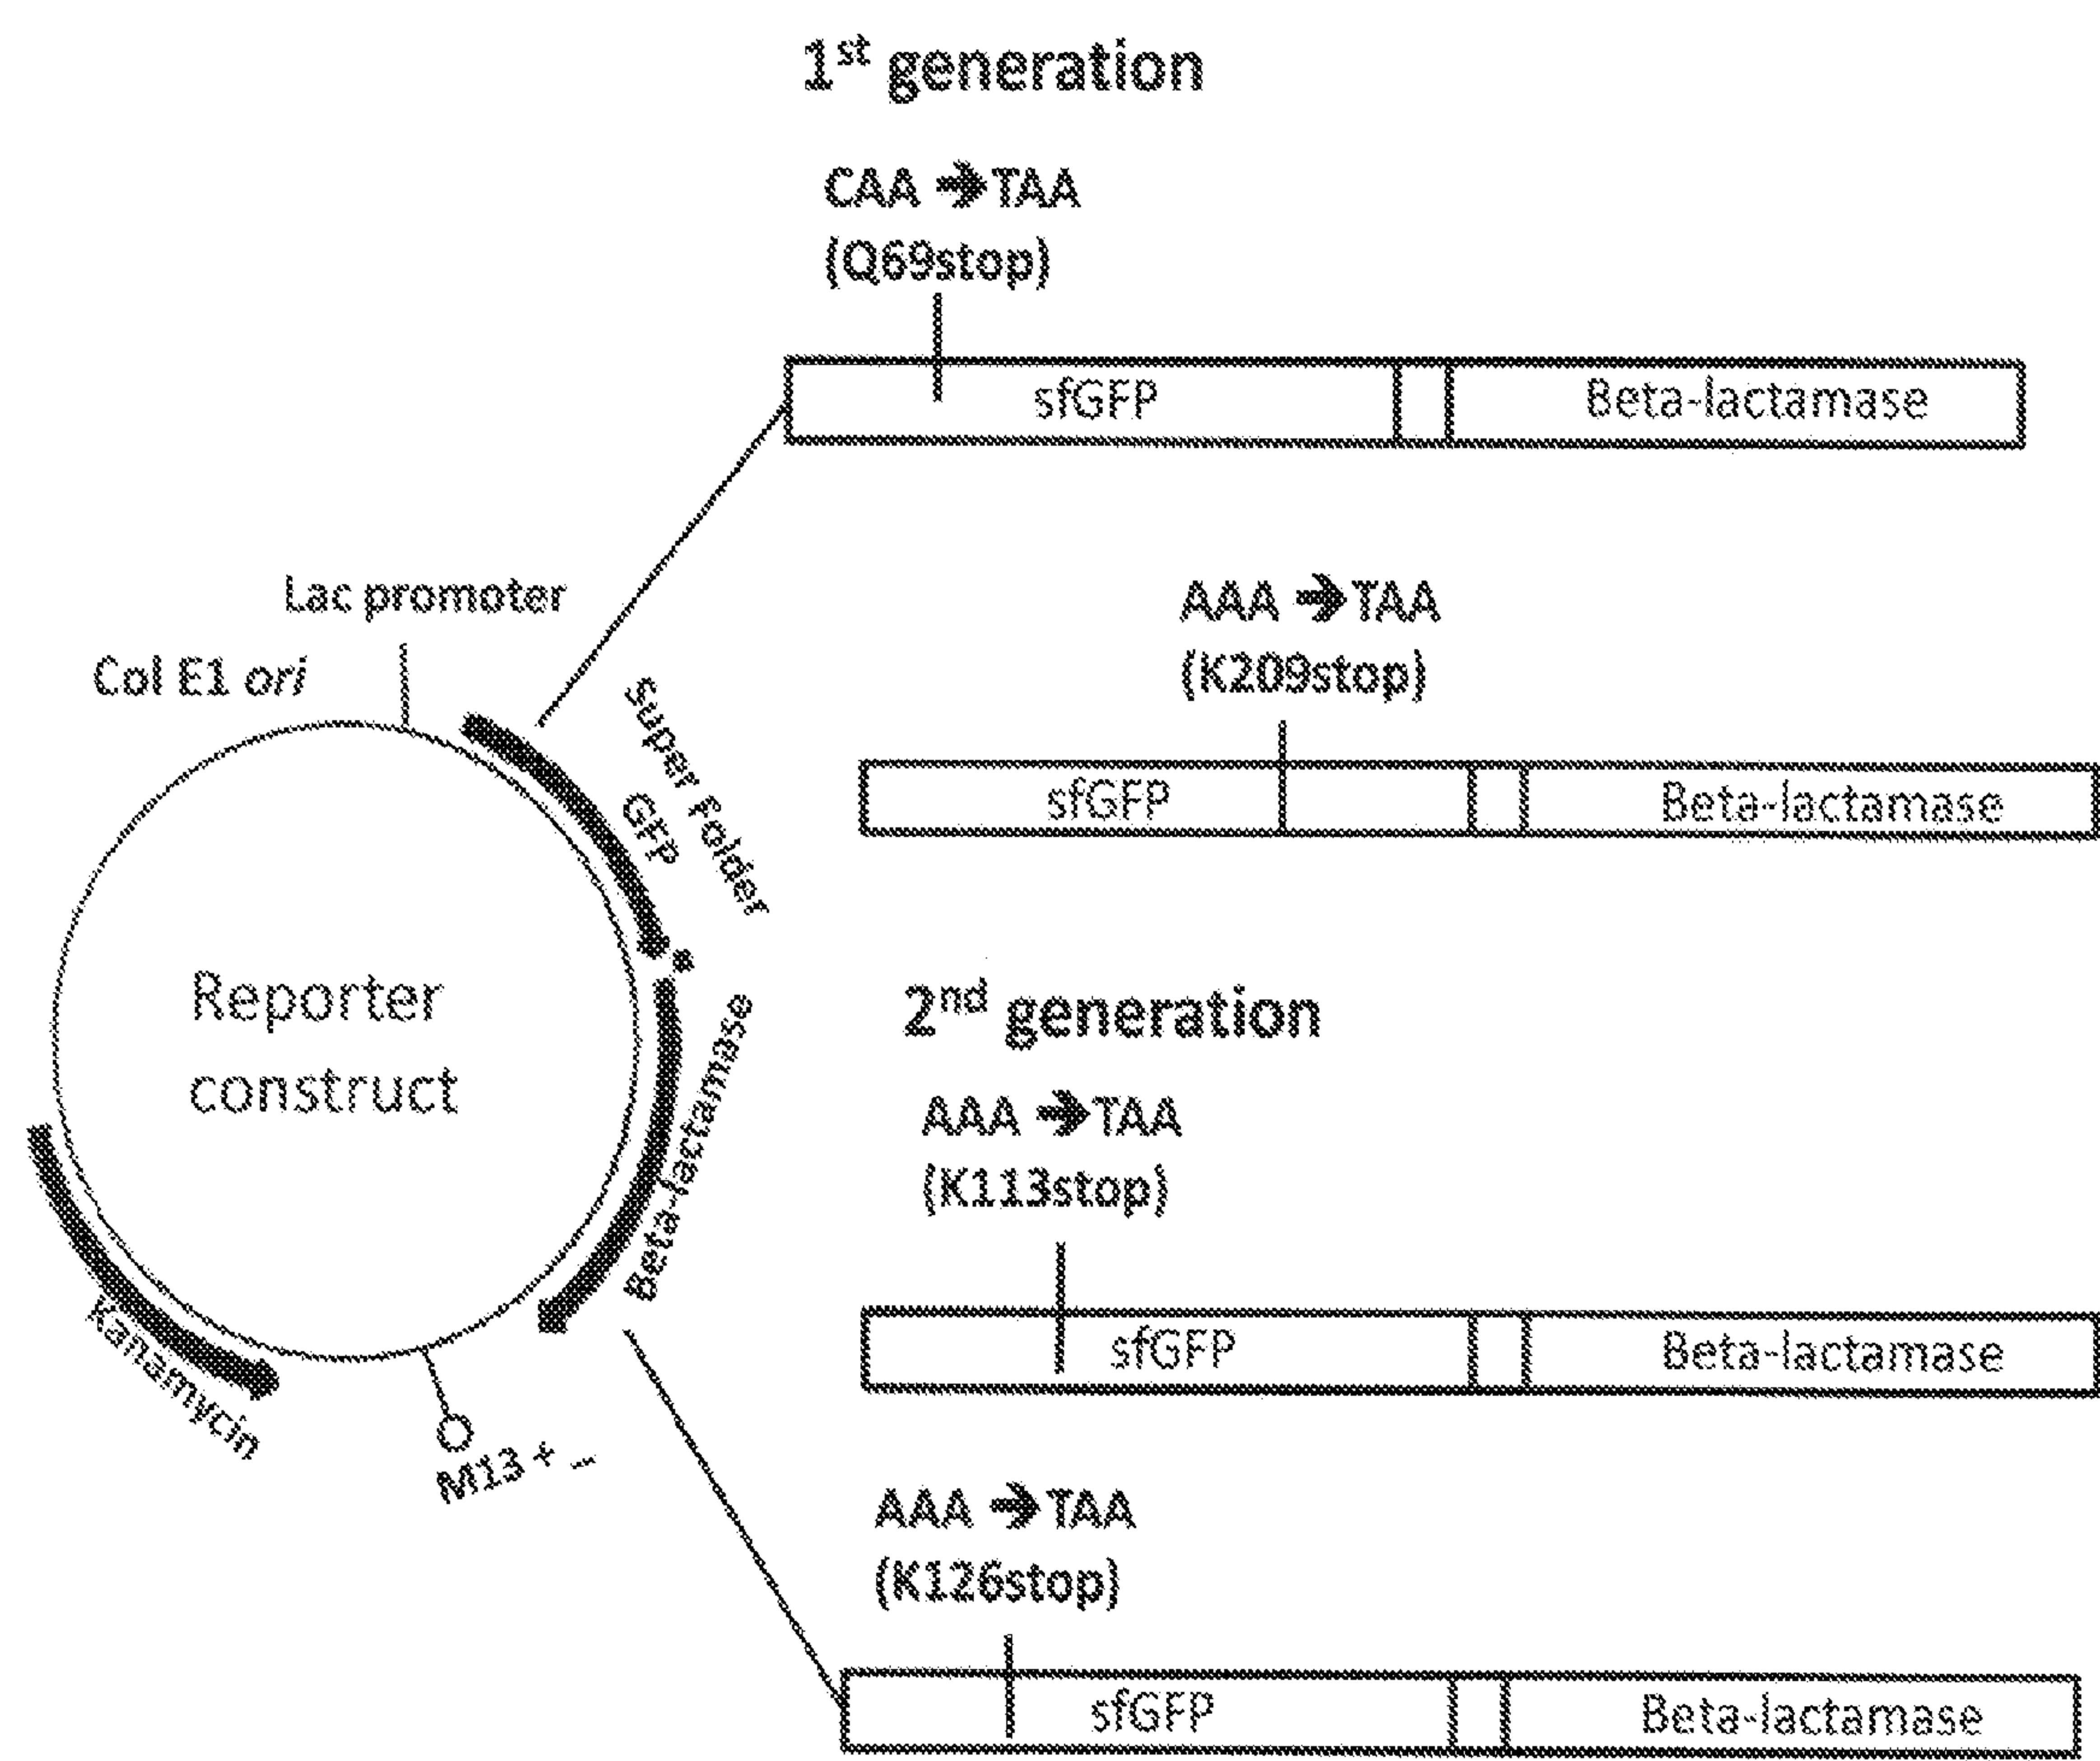 1st generation
CAA ➔TAA
(Q69stop)
sfGFP
Beta-lactamase
AAA ➔TAA
(K209stop)
sfGFP
Beta-lactamase
Lac promoter
Col E1 ori
Super Folder
GFP
*
Beta-lactamase
Reporter
construct
Kanamycin
M13 + _
2nd generation
AAA ➔TAA
(K113stop)
sfGFP
Beta-lactamase
AAA ➔TAA
(K126stop)
sfGFP
Beta-lactamase